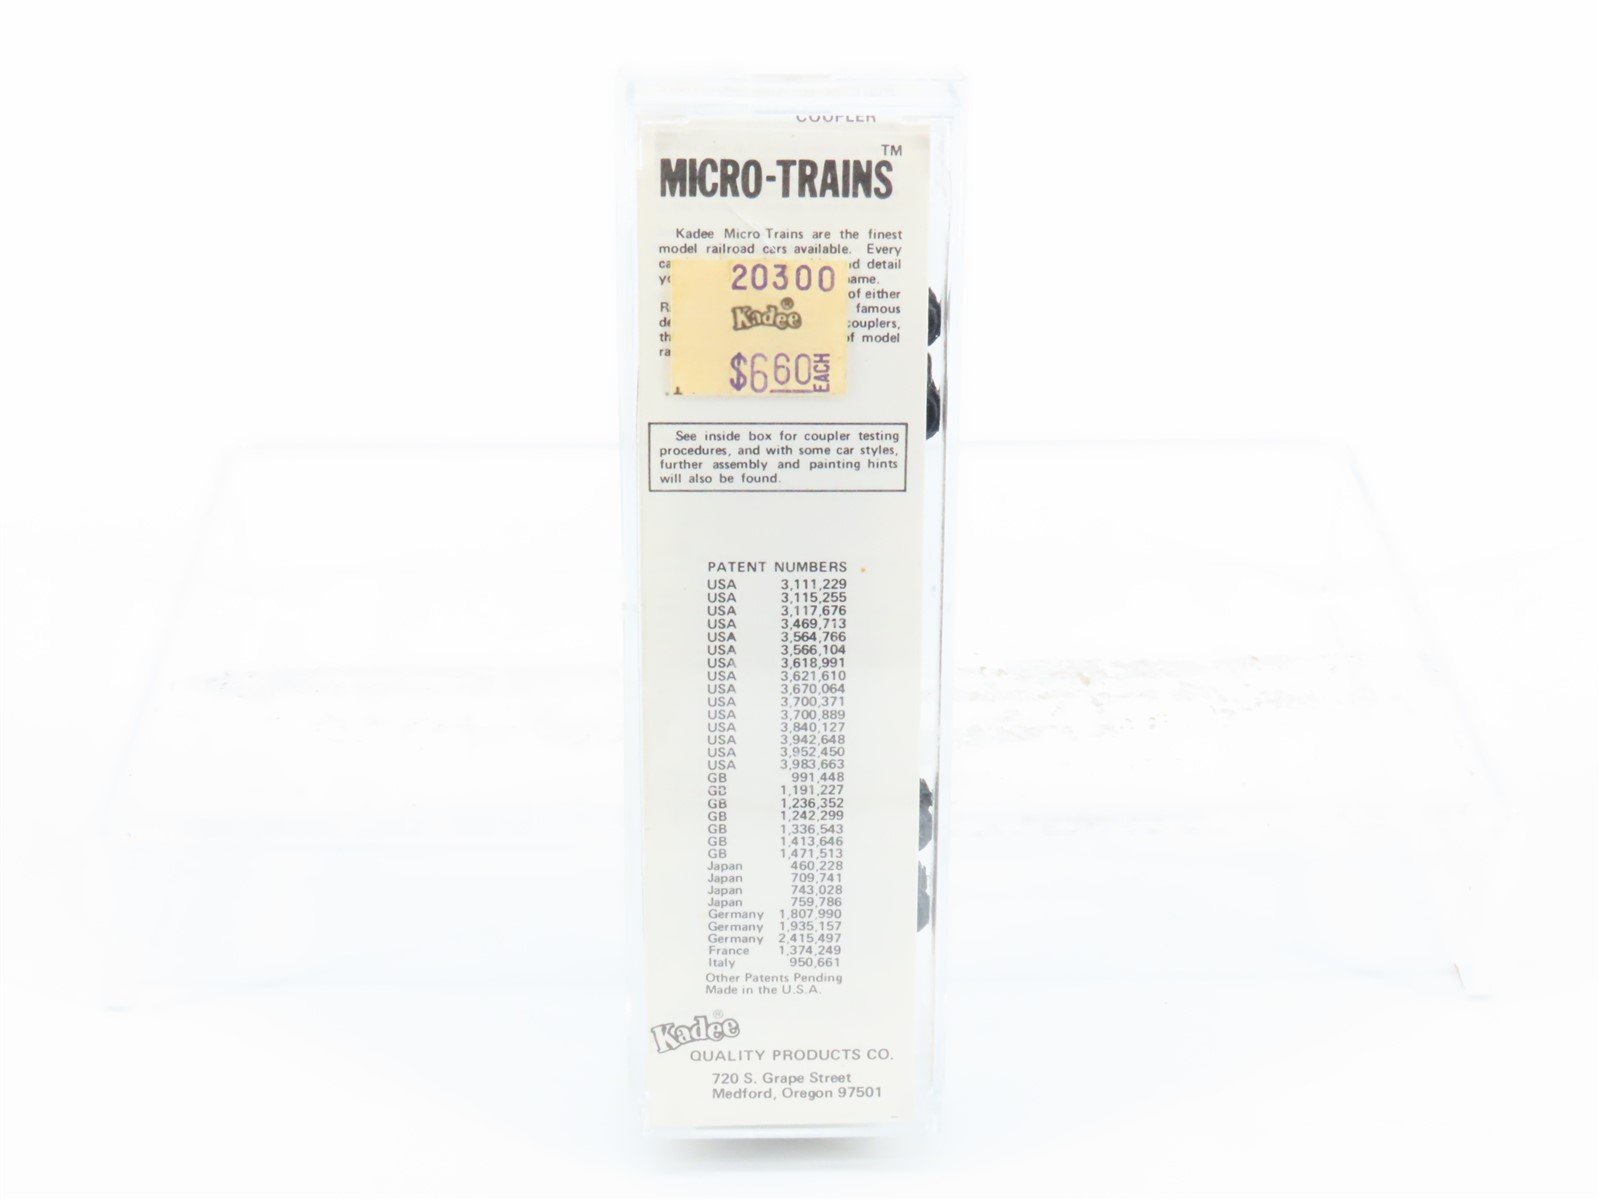 COUPLER
MICRO-TRAINS™
Kadee Micro Trains are the finest
model railroad cars available. Every
ca detail
yo
of either
R famous
de couplers,
th of model
ra
20300
Kadee®
$6.60 EACH
See inside box for coupler testing
procedures, and with some car styles,
further assembly and painting hints
will also be found.
PATENT NUMBERS
USA 3,111,229
USA 3,115,255
USA 3,117,676
USA 3,469,713
USA 3,564,766
USA 3,566,104
USA 3,618,991
USA 3,621,610
USA 3,670,064
USA 3,700,371
USA 3,700,889
USA 3,840,127
USA 3,942,648
USA 3,952,450
USA 3,983,663
GB 991,448
GB 1,191,227
GB 1,236,352
GB 1,242,299
GB 1,336,543
GB 1,413,646
GB 1,471,513
Japan 460,228
Japan 709,741
Japan 743,028
Japan 759,786
Germany 1,807,990
Germany 1,935,157
Germany 2,415,497
France 1,374,249
Italy 950,661
Other Patents Pending
Made in the U.S.A.
Kadee®
QUALITY PRODUCTS CO.
720 S. Grape Street
Medford, Oregon 97501